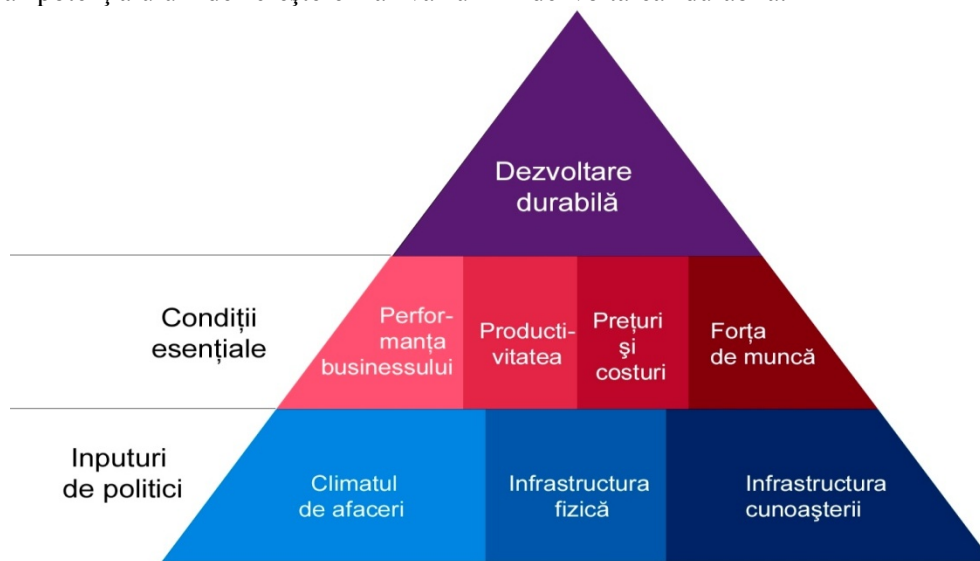 Dezvoltare
durabilă
Condiții
esențiale
Perfor-
manța
businessului
Producti-
vitatea
Prețuri
şi
costuri
Forța
de muncă
Inputuri
de politici
Climatul
de afaceri
Infrastructura
fizică
Infrastructura
cunoaşterii